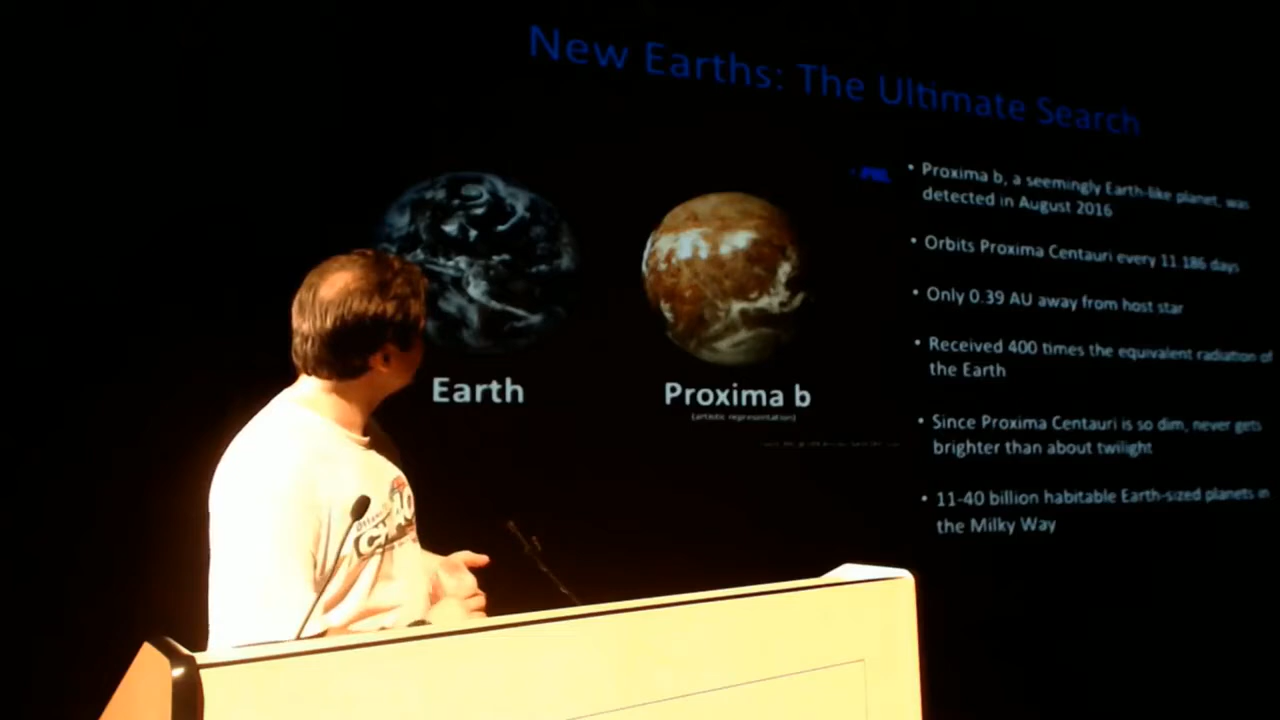 New Earths: The Ultimate Search
Earth
Proxima b
(artistic representation)
• Proxima b, a seemingly Earth-like planet, was
detected in August 2016
• Orbits Proxima Centauri every 11.186 days
• Only 0.39 AU away from host star
• Received 400 times the equivalent radiation of
the Earth
• Since Proxima Centauri is so dim, never gets
brighter than about twilight
• 11-40 billion habitable Earth-sized planets in
the Milky Way